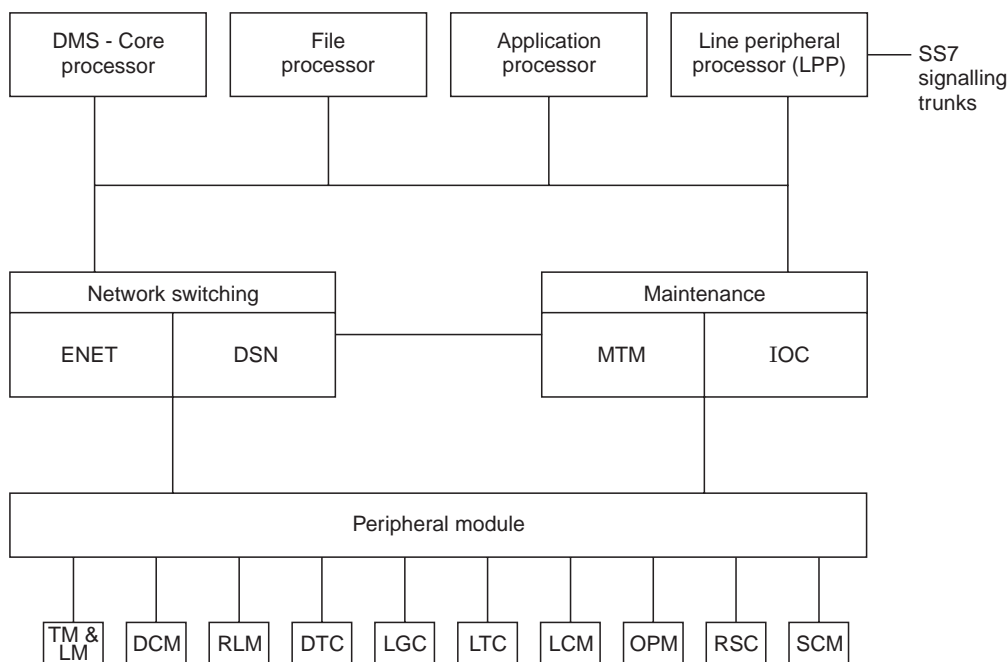 DMS - Core
processor
File
processor
Application
processor
Line peripheral
processor (LPP)
SS7
signalling
trunks
Network switching
ENET
DSN
Maintenance
MTM
IOC
Peripheral module
TM &
LM
DCM
RLM
DTC
LGC
LTC
LCM
OPM
RSC
SCM